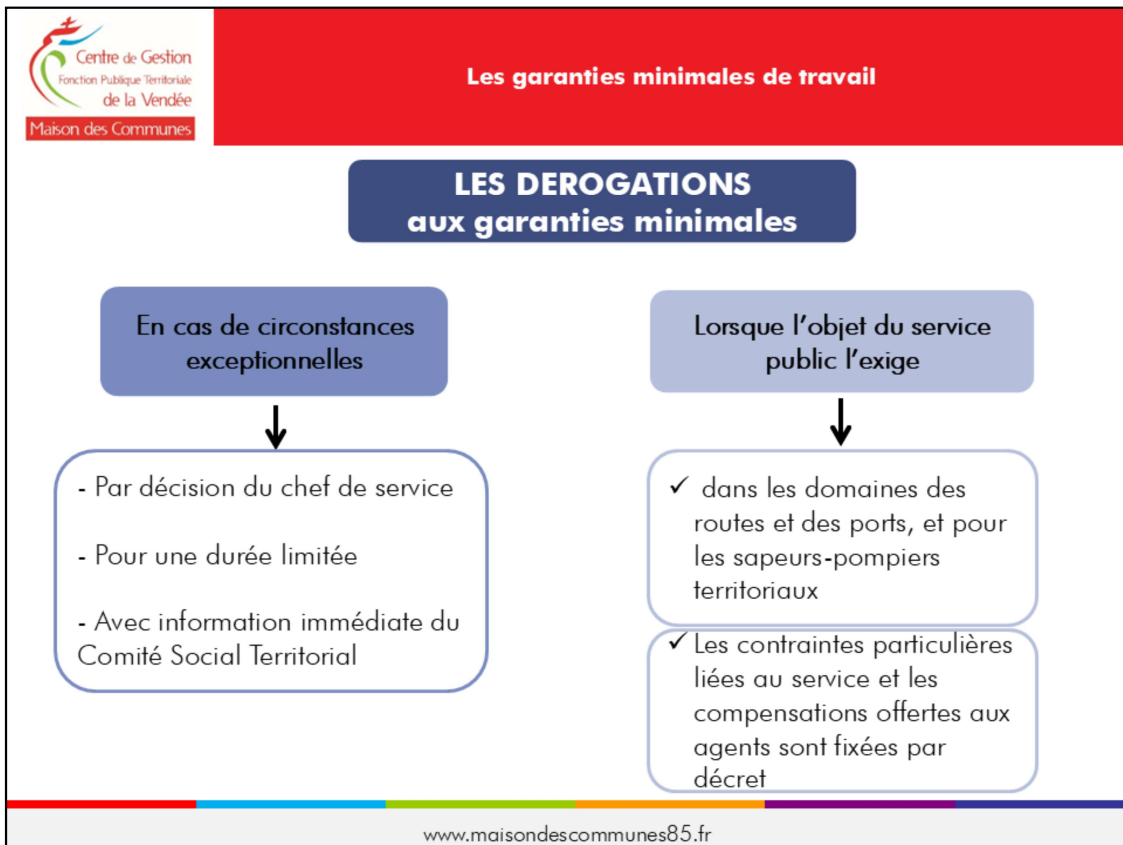 Centre de Gestion
Fonction Publique Territoriale
de la Vendée
Maison des Communes
Les garanties minimales de travail
LES DEROGATIONS
aux garanties minimales
En cas de circonstances
exceptionnelles
- Par décision du chef de service
- Pour une durée limitée
- Avec information immédiate du
Comité Social Territorial
Lorsque l'objet du service
public l'exige
✓ dans les domaines des
routes et des ports, et pour
les sapeurs-pompiers
territoriaux
✓ Les contraintes particulières
liées au service et les
compensations offertes aux
agents sont fixées par
décret
www.maisondescommunes85.fr